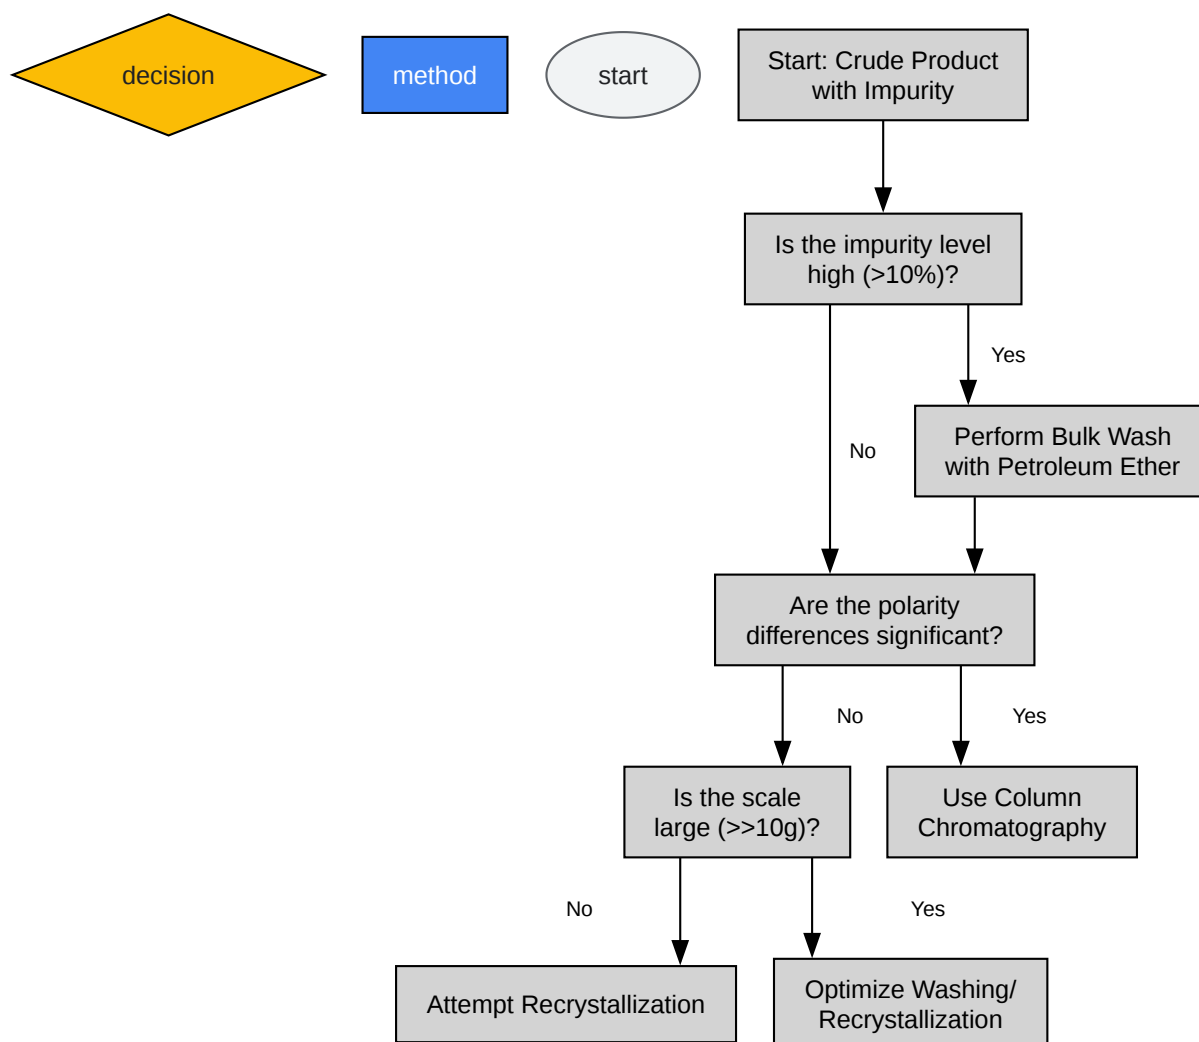 decision
method
start
Start: Crude Product
with Impurity
Is the impurity level
high (>10%)?
Yes
No
Perform Bulk Wash
with Petroleum Ether
Are the polarity
differences significant?
No
Yes
Is the scale
large (>>10g)?
Use Column
Chromatography
No
Yes
Attempt Recrystallization
Optimize Washing/
Recrystallization